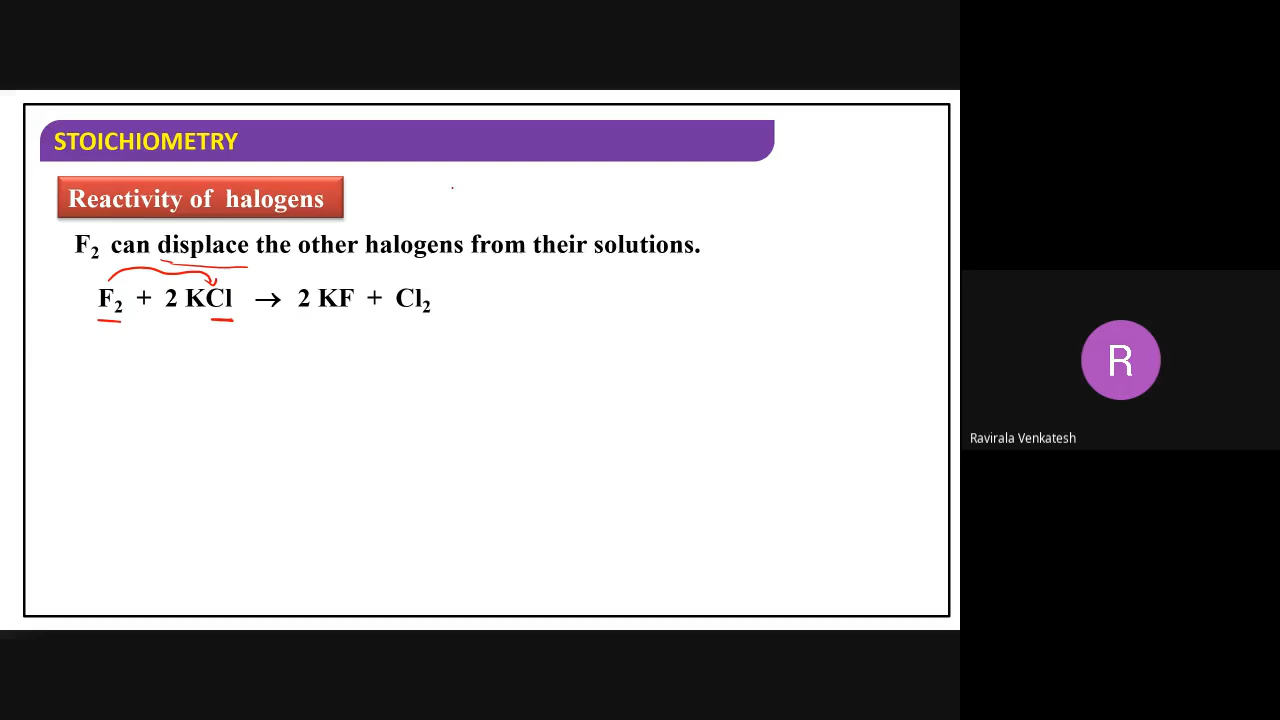 STOICHIOMETRY
Reactivity of halogens
F₂ can displace the other halogens from their solutions.
F₂ + 2 KCl → 2 KF + Cl₂
R
Ravirala Venkatesh